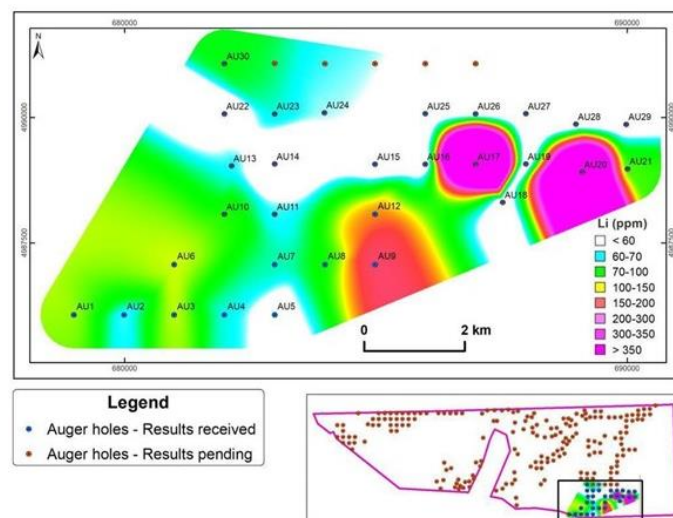 680000 690000
N
AU30
AU22 AU23 AU24 AU25 AU26 AU27 AU28 AU29
4990000 4990000
AU13 AU14 AU15 AU16 AU17 AU19 AU20 AU21
AU18
AU10 AU11 AU12
4987500 4987500
AU6 AU7 AU8 AU9
AU1 AU2 AU3 AU4 AU5
0 2 km
Li (ppm)
< 60
60-70
70-100
100-150
150-200
200-300
300-350
> 350
680000 690000
Legend
Auger holes - Results received
Auger holes - Results pending